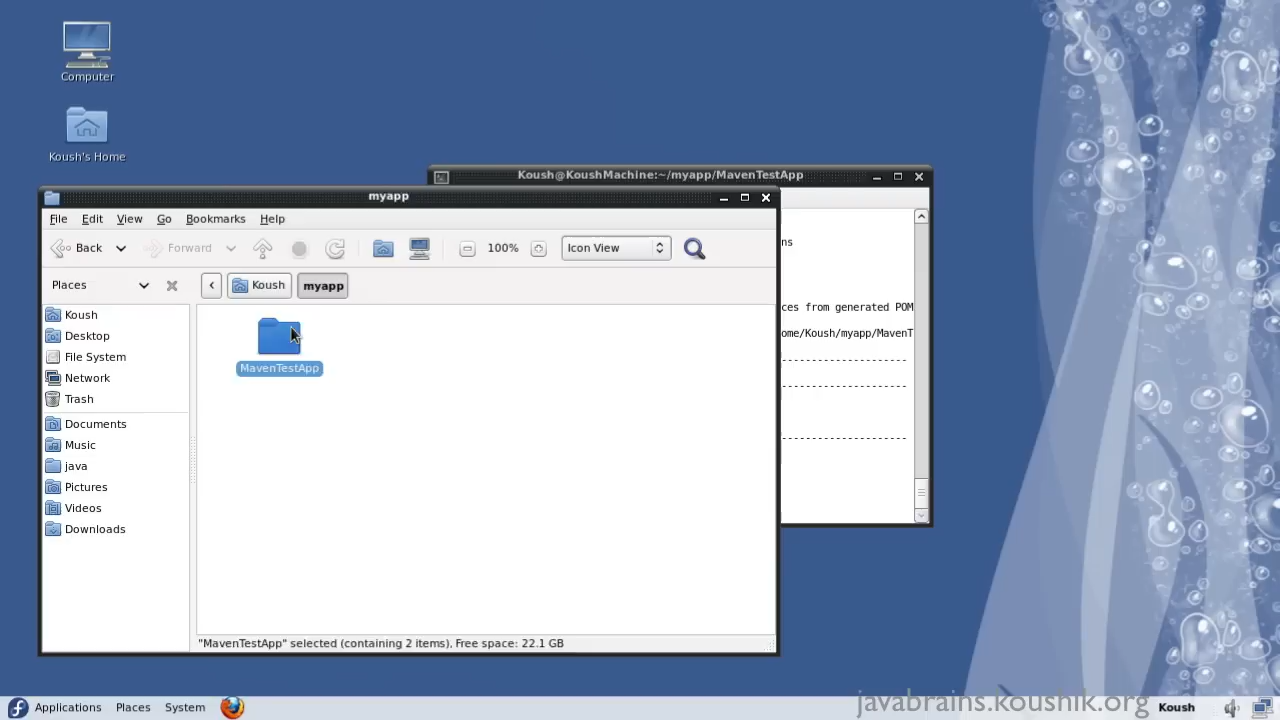 Computer
Koush's Home
Koush@KoushMachine:~/myapp/MavenTestApp
myapp
File Edit View Go Bookmarks Help
Back Forward 100% Icon View
Places Koush myapp
Koush
Desktop
File System
Network
Trash
Documents
Music
java
Pictures
Videos
Downloads
MavenTestApp
"MavenTestApp" selected (containing 2 items), Free space: 22.1 GB
ns
ces from generated POM
ome/Koush/myapp/MavenT
-------------------
-------------------
-------------------
Applications Places System
javabrains.koushik.org
Koush